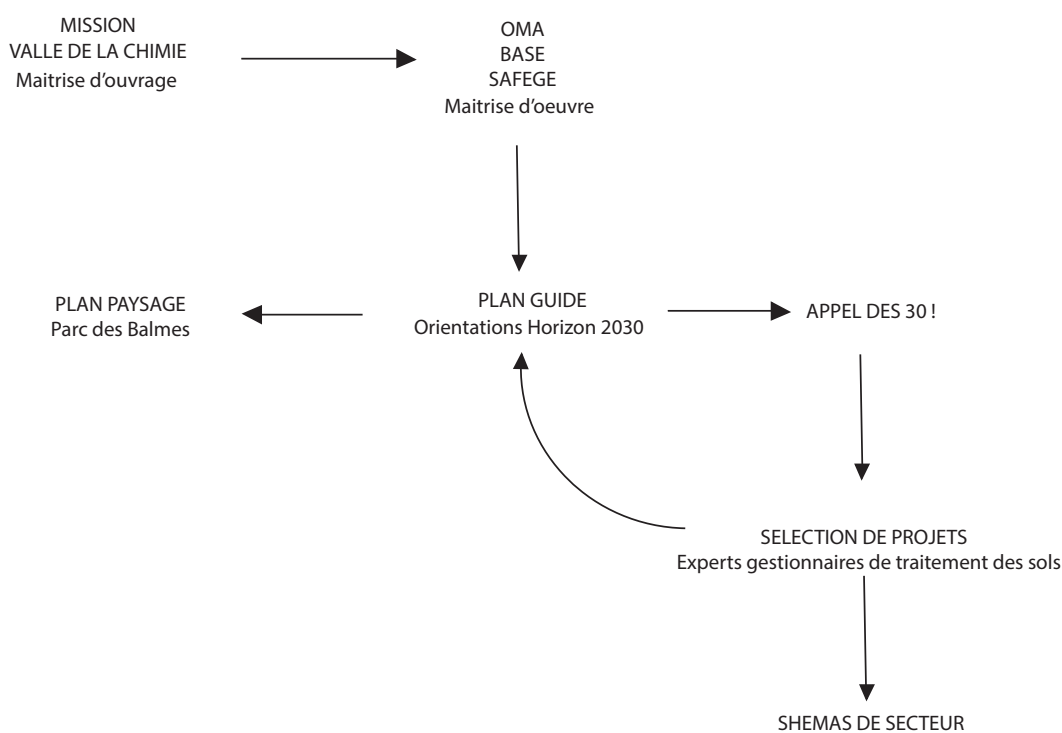 MISSION
VALLE DE LA CHIMIE
Maitrise d'ouvrage
OMA
BASE
SAFEGE
Maitrise d'oeuvre
PLAN PAYSAGE
Parc des Balmes
PLAN GUIDE
Orientations Horizon 2030
APPEL DES 30 !
SELECTION DE PROJETS
Experts gestionnaires de traitement des sols
SHEMAS DE SECTEUR